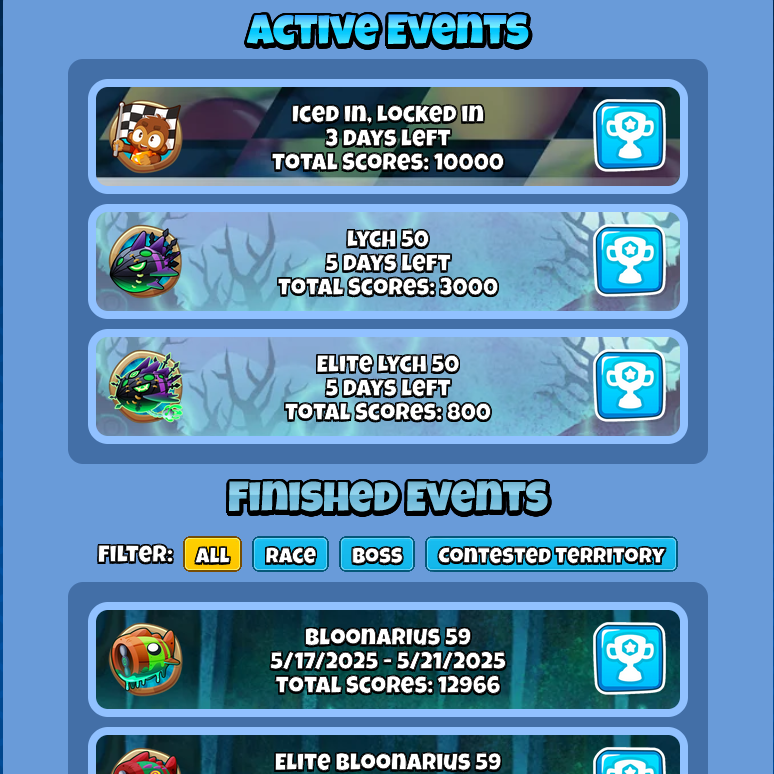 Active Events
Iced In, Locked In
3 days left
Total Scores: 10000
Lych 50
5 days left
Total Scores: 3000
Elite Lych 50
5 days left
Total Scores: 800
Finished Events
Filter: All Race Boss Contested Territory
Bloonarius 59
5/17/2025 - 5/21/2025
Total Scores: 12966
Elite Bloonarius 59